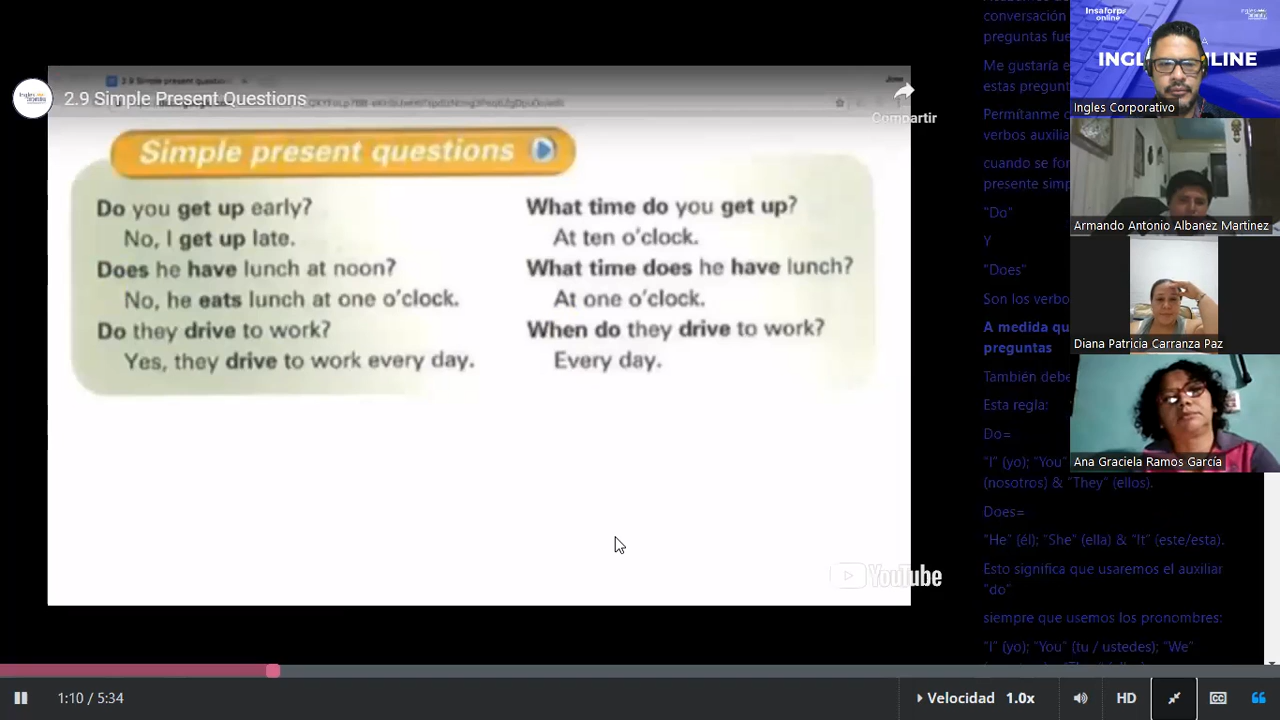 2.9 Simple Present Questions
Compartir
Simple present questions
Do you get up early?
No, I get up late.
Does he have lunch at noon?
No, he eats lunch at one o'clock.
Do they drive to work?
Yes, they drive to work every day.
What time do you get up?
At ten o'clock.
What time does he have lunch?
At one o'clock.
When do they drive to work?
Every day.
YouTube
conversación
preguntas fue
Me gustaría e
estas pregunt
verbos auxilia
cuando se for
presente simp
"Do"
Y
"Does"
Son los verbo
A medida qu
preguntas
También debe
Esta regla:
Do=
"I" (yo); "You"
(nosotros) & "They" (ellos).
Does=
"He" (él); "She" (ella) & "It" (este/esta).
Esto significa que usaremos el auxiliar
"do"
siempre que usemos los pronombres:
"I" (yo); "You" (tu / ustedes); "We"
Insaforp
online
INGL ONLINE
Ingles Corporativo
Armando Antonio Albanez Martinez
Diana Patricia Carranza Paz
Ana Graciela Ramos García
1:10 / 5:34
Velocidad 1.0x
HD
CC